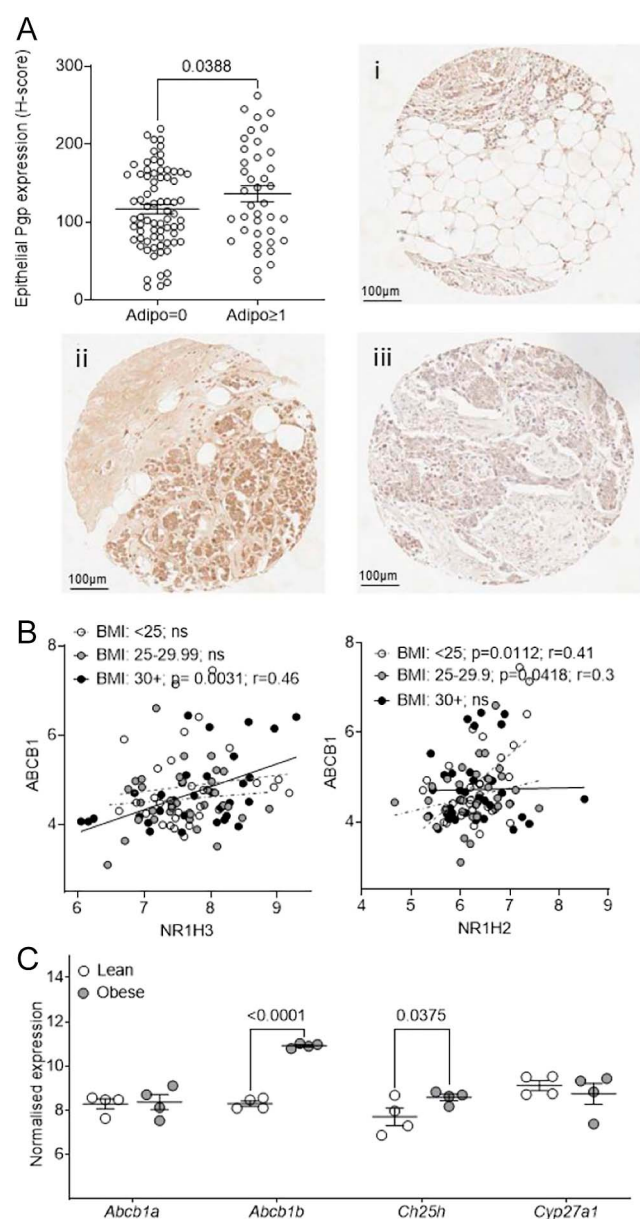 A
Epithelial Pgp expression (H-score)
300
200
100
0
0.0388
Adipo=0
Adipo≥1
i
100µm
ii
100µm
iii
100µm
B
BMI: <25; ns
BMI: 25-29.99; ns
BMI: 30+; p= 0.0031; r=0.46
ABCB1
8
6
4
6
7
8
9
NR1H3
BMI: <25; p=0.0112; r=0.41
BMI: 25-29.9; p=0.0418; r=0.3
BMI: 30+; ns
ABCB1
8
6
4
4
5
6
7
8
9
NR1H2
C
Lean
Obese
Normalised expression
14
12
10
8
6
<0.0001
0.0375
Abcb1a
Abcb1b
Ch25h
Cyp27a1